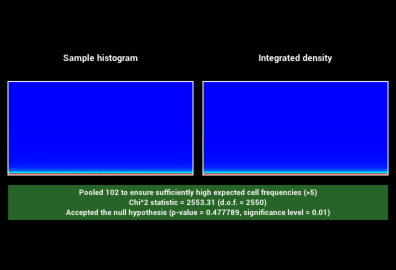 Sample histogram
Integrated density
Pooled 102 to ensure sufficiently high expected cell frequencies (>5)
Chi^2 statistic = 2553.31 (d.o.f. = 2550)
Accepted the null hypothesis (p-value = 0.477789, significance level = 0.01)